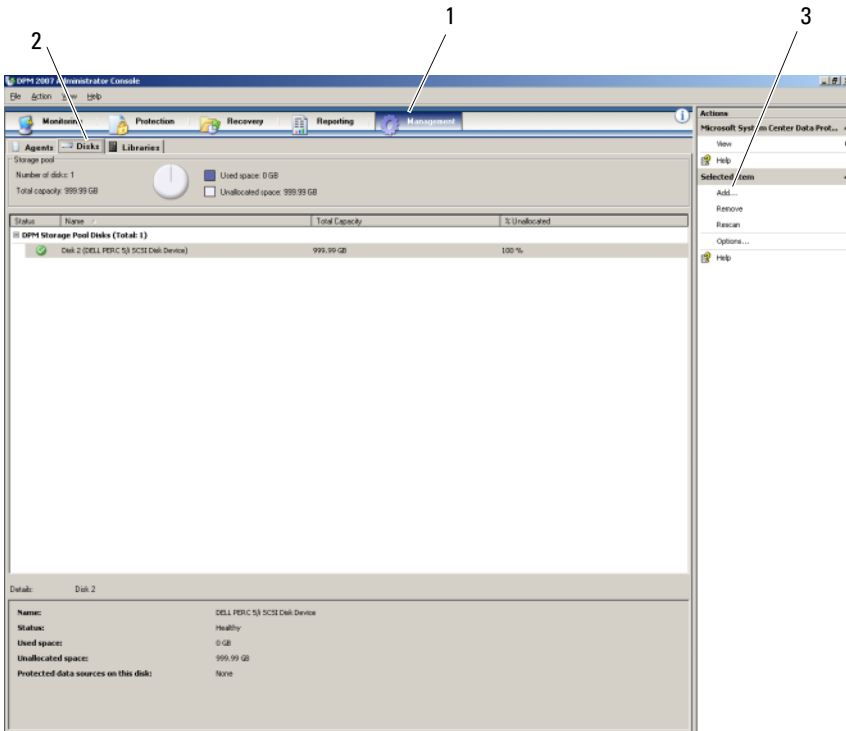 1
2
3
DPM 2007 Administrator Console
File Action View Help
Monitoring Protection Recovery Reporting Management
Agents Disks Libraries
Storage pool
Number of disks: 1
Total capacity: 999.99 GB
Used space: 0 GB
Unallocated space: 999.99 GB
Status Name Total Capacity % Unallocated
DPM Storage Pool Disks (Total: 1)
Disk 2 (DELL PERC 5/i SCSI Disk Device) 999.99 GB 100 %
Details: Disk 2
Name: DELL PERC 5/i SCSI Disk Device
Status: Healthy
Used space: 0 GB
Unallocated space: 999.99 GB
Protected data sources on this disk: None
Actions
Microsoft System Center Data Prot...
View
Help
Selected item
Add...
Remove
Rescan
Options...
Help